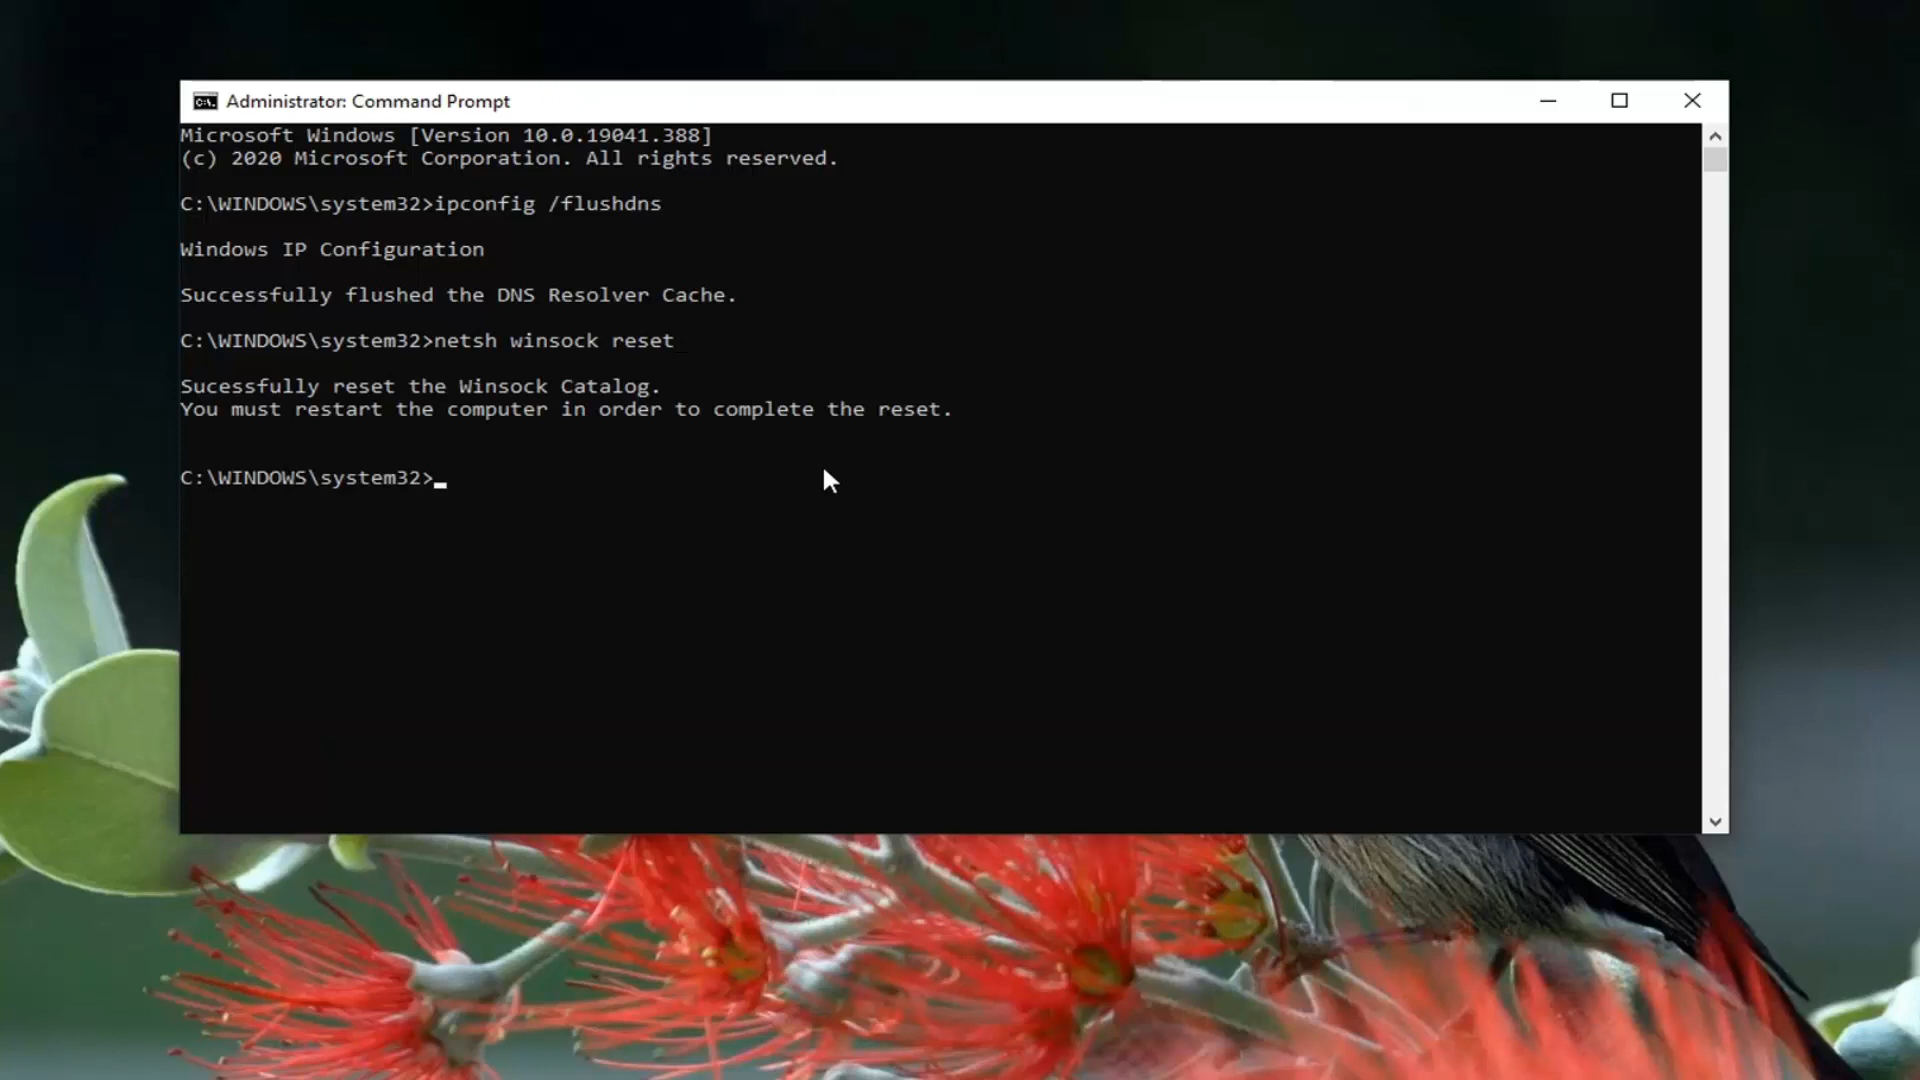 Administrator: Command Prompt
Microsoft Windows [Version 10.0.19041.388]
(c) 2020 Microsoft Corporation. All rights reserved.
C:\WINDOWS\system32>ipconfig /flushdns
Windows IP Configuration
Successfully flushed the DNS Resolver Cache.
C:\WINDOWS\system32>netsh winsock reset
Sucessfully reset the Winsock Catalog.
You must restart the computer in order to complete the reset.
C:\WINDOWS\system32>